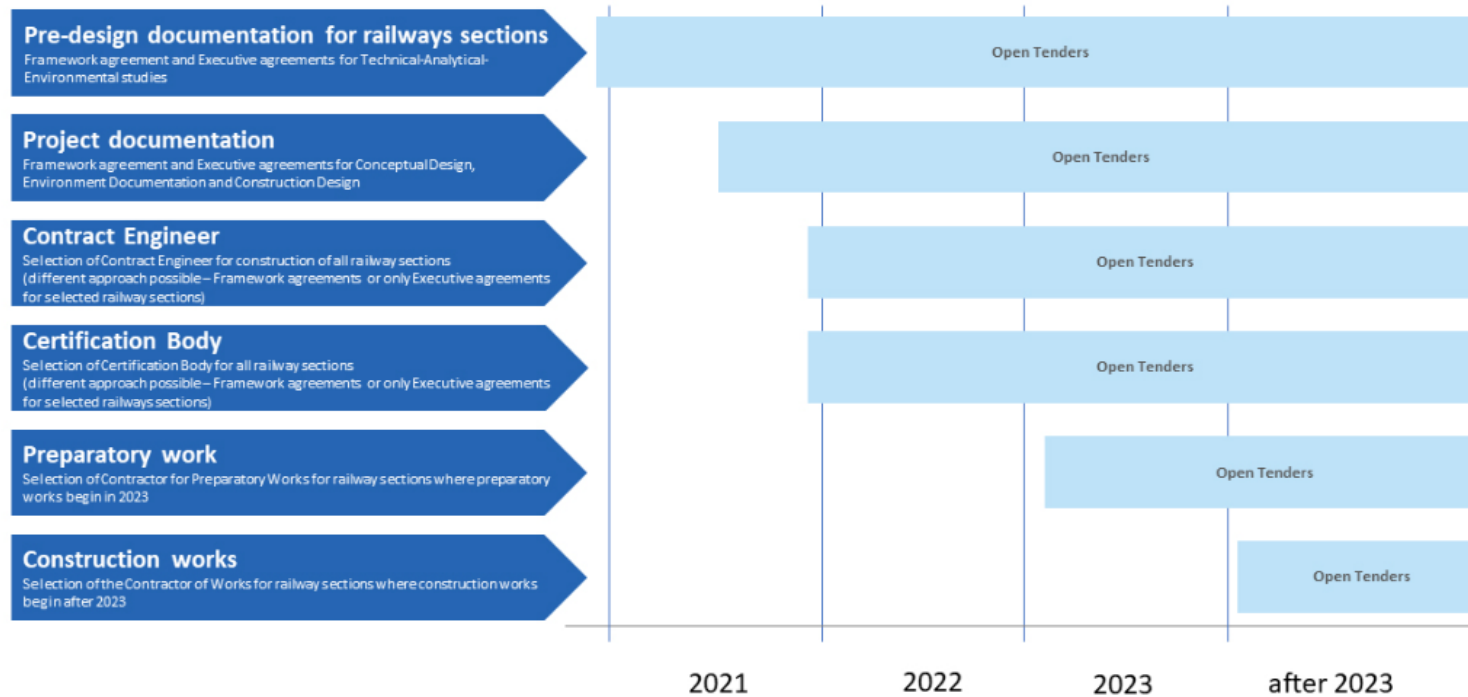 Pre-design documentation for railways sections
Framework agreement and Executive agreements for Technical-Analytical-
Environmental studies
Open Tenders
Project documentation
Framework agreement and Executive agreements for Conceptual Design,
Environment Documentation and Construction Design
Open Tenders
Contract Engineer
Selection of Contract Engineer for construction of all railway sections
(different approach possible – Framework agreements or only Executive agreements
for selected railway sections)
Open Tenders
Certification Body
Selection of Certification Body for all railway sections
(different approach possible – Framework agreements or only Executive agreements
for selected railways sections)
Open Tenders
Preparatory work
Selection of Contractor for Preparatory Works for railway sections where preparatory
works begin in 2023
Open Tenders
Construction works
Selection of the Contractor of Works for railway sections where construction works
begin after 2023
Open Tenders
2021 2022 2023 after 2023